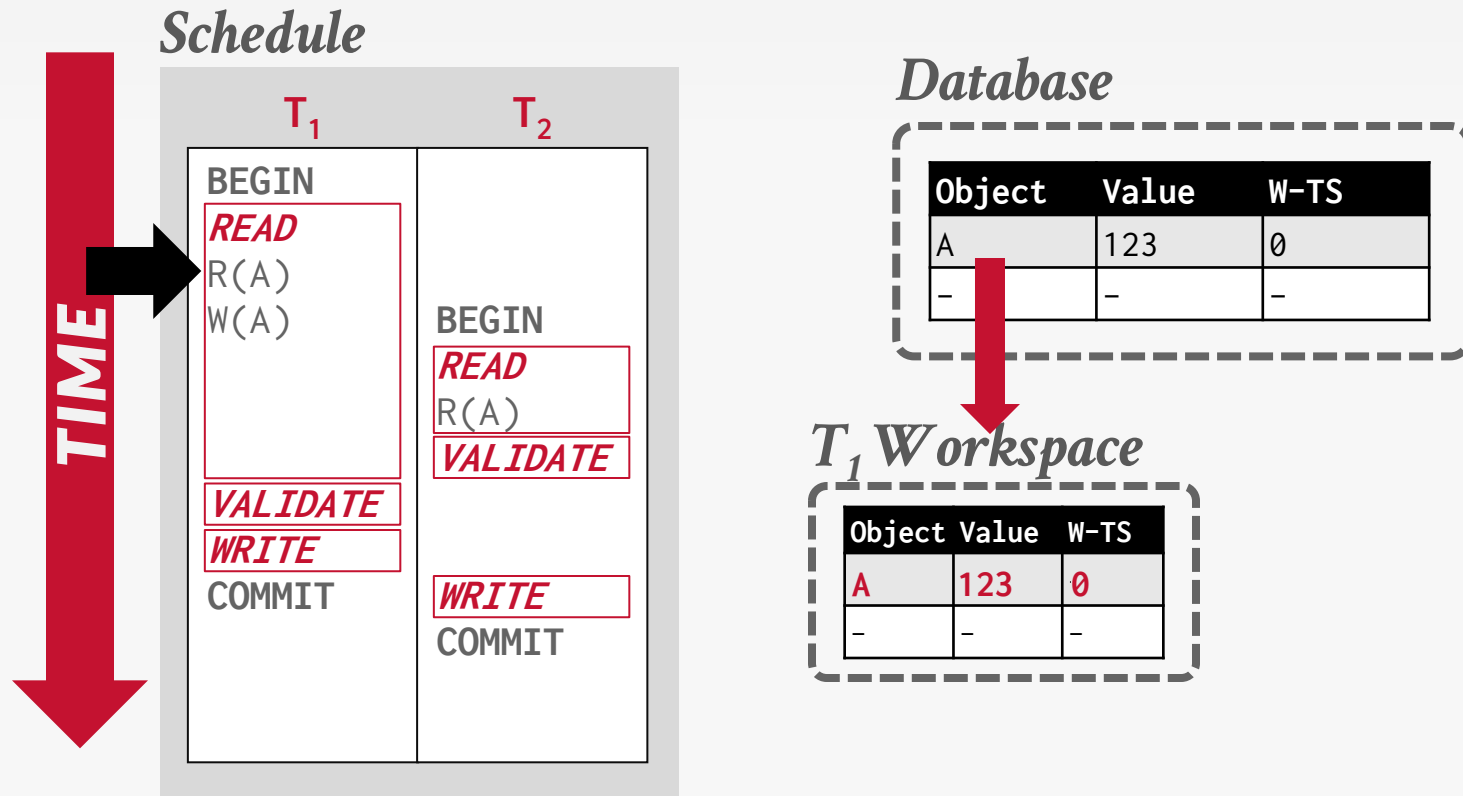 Schedule
TIME
T1 T2
BEGIN
READ
R(A)
W(A)
VALIDATE
WRITE
COMMIT
BEGIN
READ
R(A)
VALIDATE
WRITE
COMMIT
Database
Object Value W-TS
A 123 0
- - -
T1 Workspace
Object Value W-TS
A 123 0
- - -